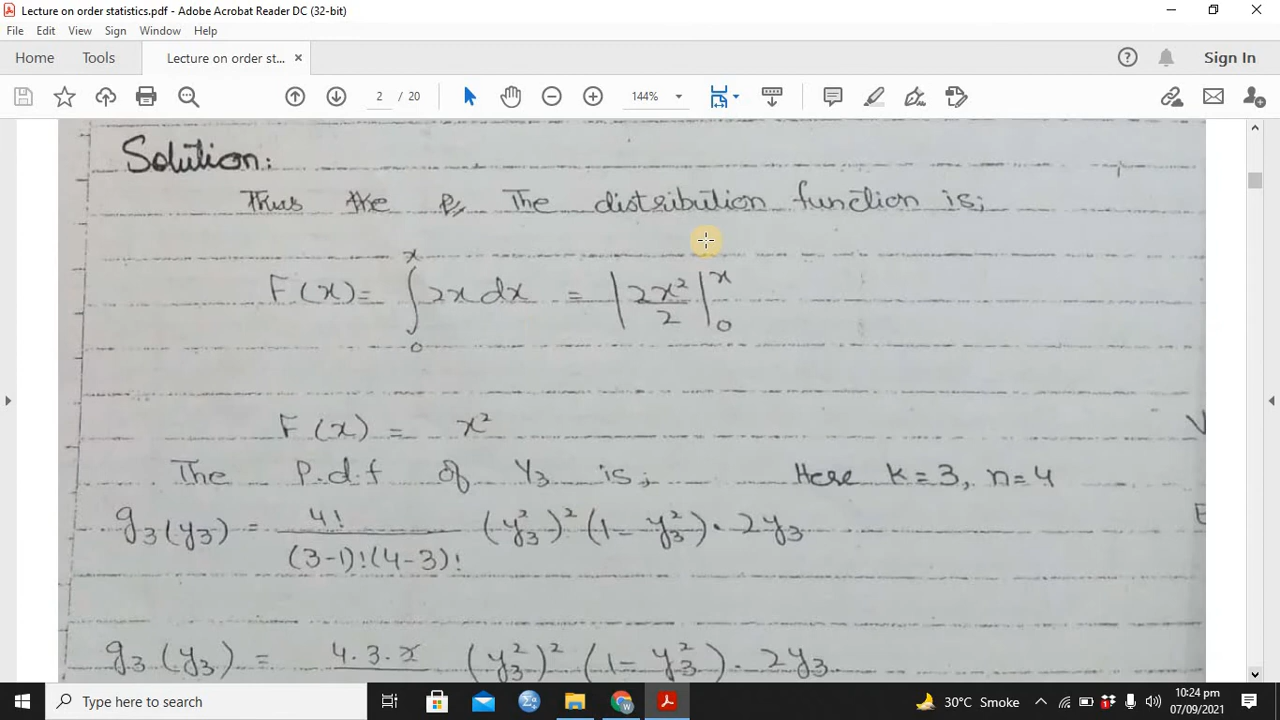 Lecture on order statistics.pdf - Adobe Acrobat Reader DC (32-bit)
File Edit View Sign Window Help
Home Tools Lecture on order st... × Sign In
2 / 20 144%
Solution:
Thus the P. The distribution function is;
F(x) = ∫₀ˣ 2x dx = |2x²/2|₀ˣ
F(x) = x²
The P.d.f of Y₃ is; Here k=3, n=4
g₃(y₃) = 4!/(3-1)!(4-3)! (y₃²)² (1-y₃²) · 2y₃
g₃(y₃) = 4.3.x (y₃²)² (1-y₃²) · 2y₃
Type here to search
30°C Smoke
10:24 pm
07/09/2021